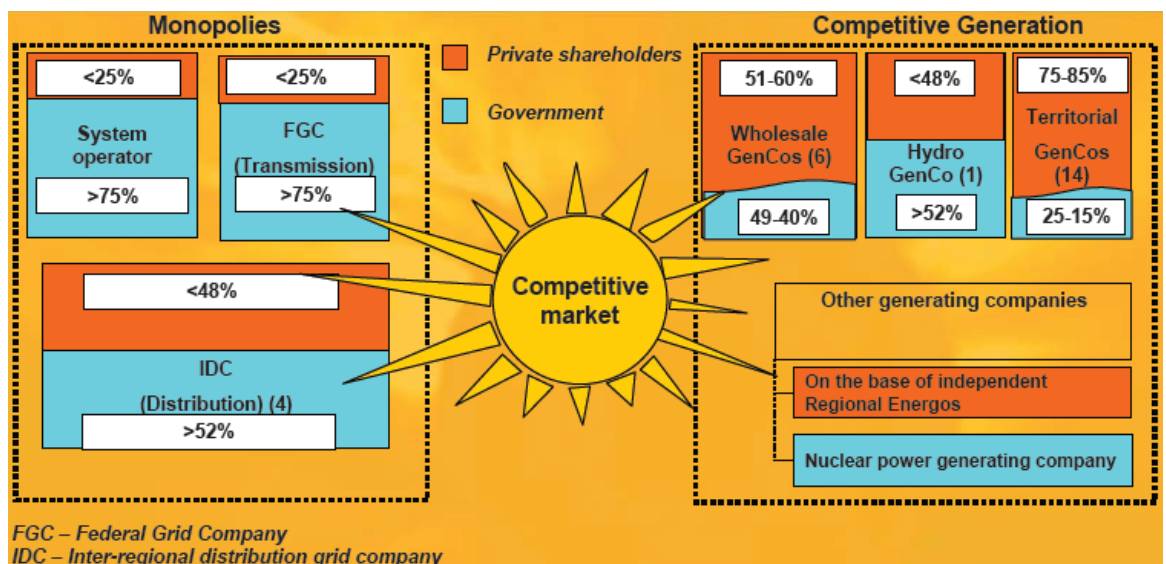 Monopolies
<25%
System
operator
>75%
<25%
FGC
(Transmission)
>75%
<48%
IDC
(Distribution) (4)
>52%
Private shareholders
Government
Competitive
market
Competitive Generation
51-60%
Wholesale
GenCos (6)
49-40%
<48%
Hydro
GenCo (1)
>52%
75-85%
Territorial
GenCos
(14)
25-15%
Other generating companies
On the base of independent
Regional Energos
Nuclear power generating company
FGC – Federal Grid Company
IDC – Inter-regional distribution grid company